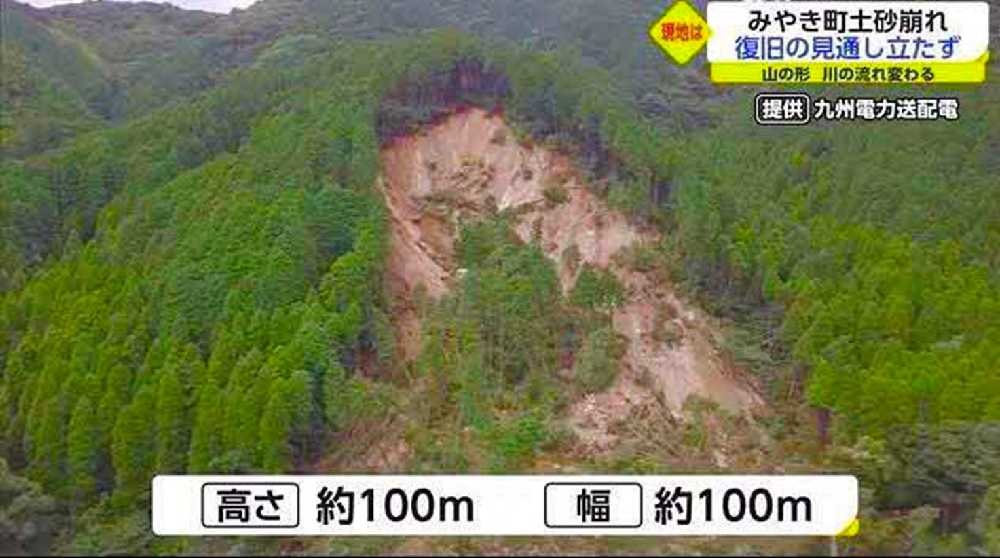 現地は
みやき町土砂崩れ
復旧の見通し立たず
山の形 川の流れ変わる
提供 九州電力送配電
高さ 約100m 幅 約100m